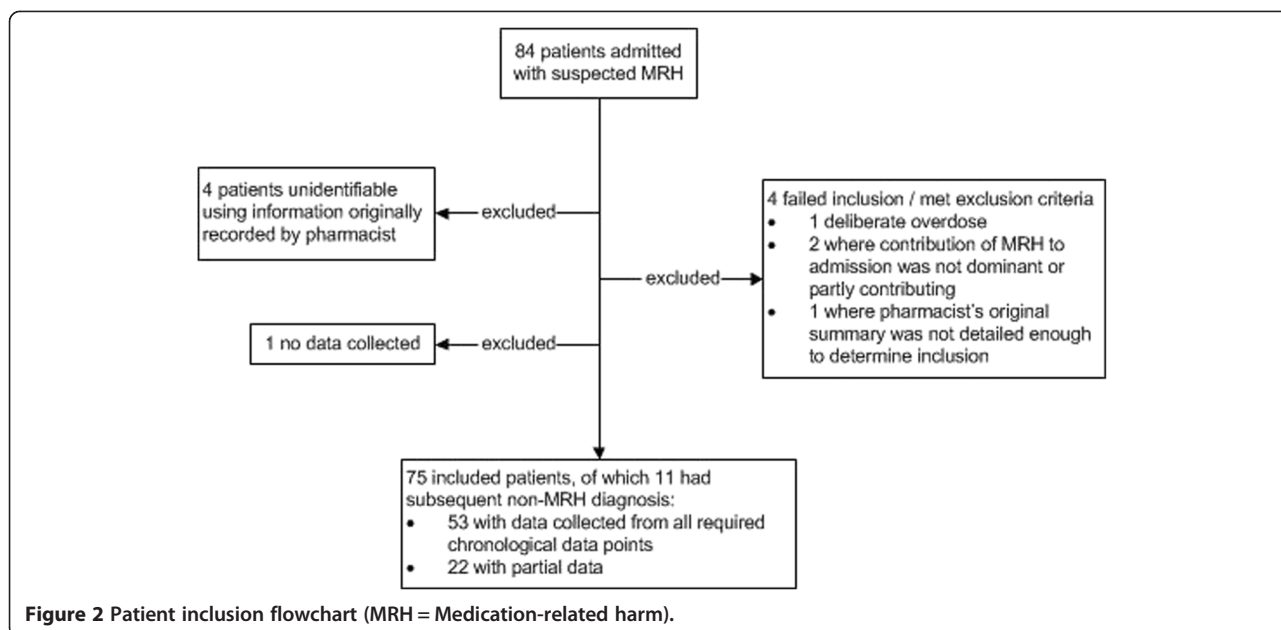 84 patients admitted
with suspected MRH
4 patients unidentifiable
using information originally
recorded by pharmacist
excluded
4 failed inclusion / met exclusion criteria
• 1 deliberate overdose
• 2 where contribution of MRH to
admission was not dominant or
partly contributing
• 1 where pharmacist's original
summary was not detailed enough
to determine inclusion
excluded
1 no data collected
excluded
75 included patients, of which 11 had
subsequent non-MRH diagnosis:
• 53 with data collected from all required
chronological data points
• 22 with partial data
Figure 2 Patient inclusion flowchart (MRH = Medication-related harm).